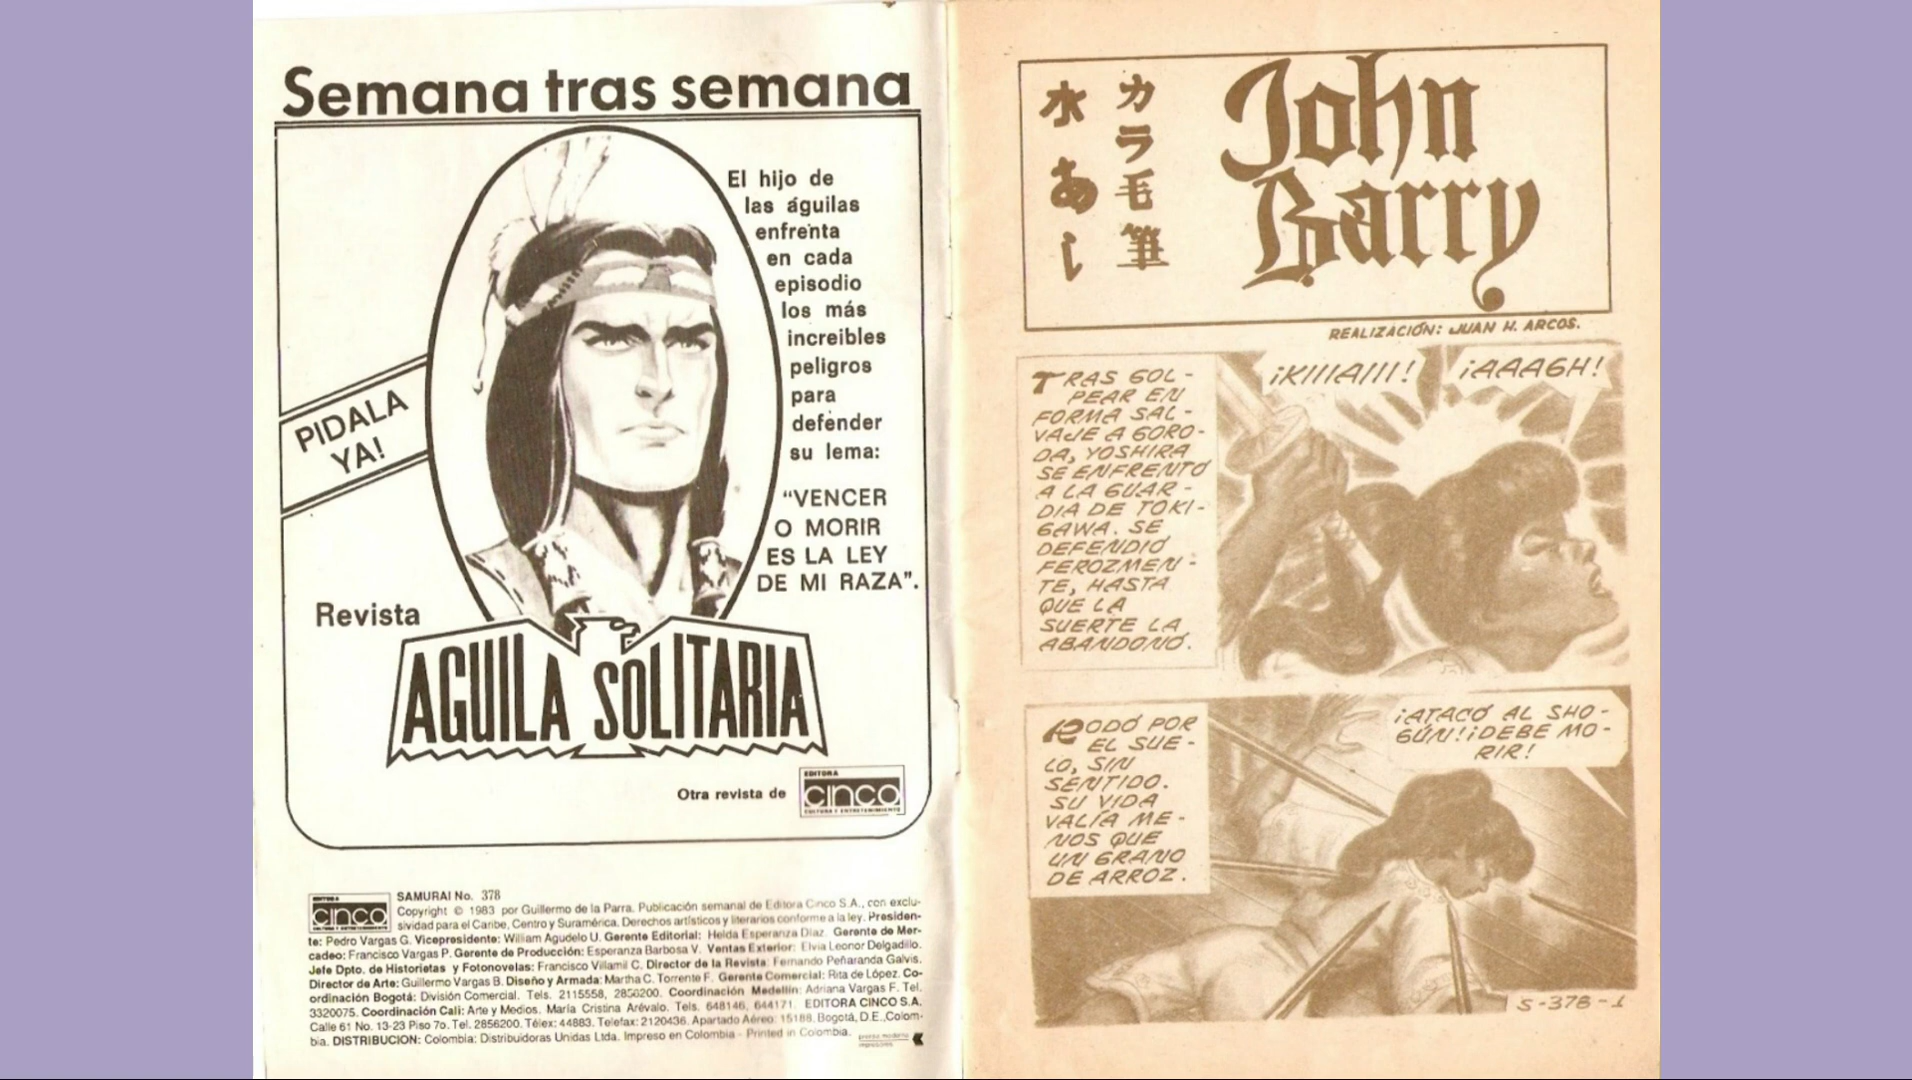 Semana tras semana
El hijo de
las águilas
enfrenta
en cada
episodio
los más
increibles
peligros
para
defender
su lema:
"VENCER
O MORIR
ES LA LEY
DE MI RAZA".
PIDALA
YA!
Revista
AGUILA SOLITARIA
Otra revista de
EDITORA
CINCO
CULTURA Y ENTRETENIMIENTO
EDITORA
CINCO
CULTURA Y ENTRETENIMIENTO
SAMURAI No. 378
Copyright © 1983 por Guillermo de la Parra. Publicación semanal de Editora Cinco S.A., con exclu-
sividad para el Caribe, Centro y Suramérica. Derechos artísticos y literarios conforme a la ley. Presiden-
te: Pedro Vargas G. Vicepresidente: William Agudelo U. Gerente Editorial: Helda Esperanza Díaz. Gerente de Mer-
cadeo: Francisco Vargas P. Gerente de Producción: Esperanza Barbosa V. Ventas Exterior: Elvia Leonor Delgadillo.
Jefe Dpto. de Historietas y Fotonovelas: Francisco Villamil C. Director de la Revista: Fernando Peñaranda Galvis.
Director de Arte: Guillermo Vargas B. Diseño y Armada: Martha C. Torrente F. Gerente Comercial: Rita de López. Co-
ordinación Bogotá: División Comercial. Tels. 2115558, 2856200. Coordinación Medellín: Adriana Vargas F. Tel.
3320075. Coordinación Cali: Arte y Medios. María Cristina Arévalo. Tels. 648146, 644171. EDITORA CINCO S.A.
Calle 61 No. 13-23 Piso 7o. Tel. 2856200. Télex: 44883. Telefax: 2120436. Apartado Aéreo: 15188. Bogotá, D.E., Colom-
bia. DISTRIBUCION: Colombia: Distribuidoras Unidas Ltda. Impreso en Colombia - Printed in Colombia.
prensa moderna
impresores
カラ毛筆
水あし
John
Barry
REALIZACIÓN: JUAN H. ARCOS.
TRAS GOL-
PEAR EN
FORMA SAL-
VAJE A GORO-
DA, YOSHIRA
SE ENFRENTÓ
A LA GUAR-
DIA DE TOKI-
GAWA. SE
DEFENDIÓ
FEROZMEN-
TE, HASTA
QUE LA
SUERTE LA
ABANDONÓ.
¡KIIIAIII!
¡AAAGH!
RODÓ POR
EL SUE-
LO, SIN
SENTIDO.
SU VIDA
VALÍA ME-
NOS QUE
UN GRANO
DE ARROZ.
¡ATACÓ AL SHO-
GÚN! ¡DEBE MO-
RIR!
S-378-1